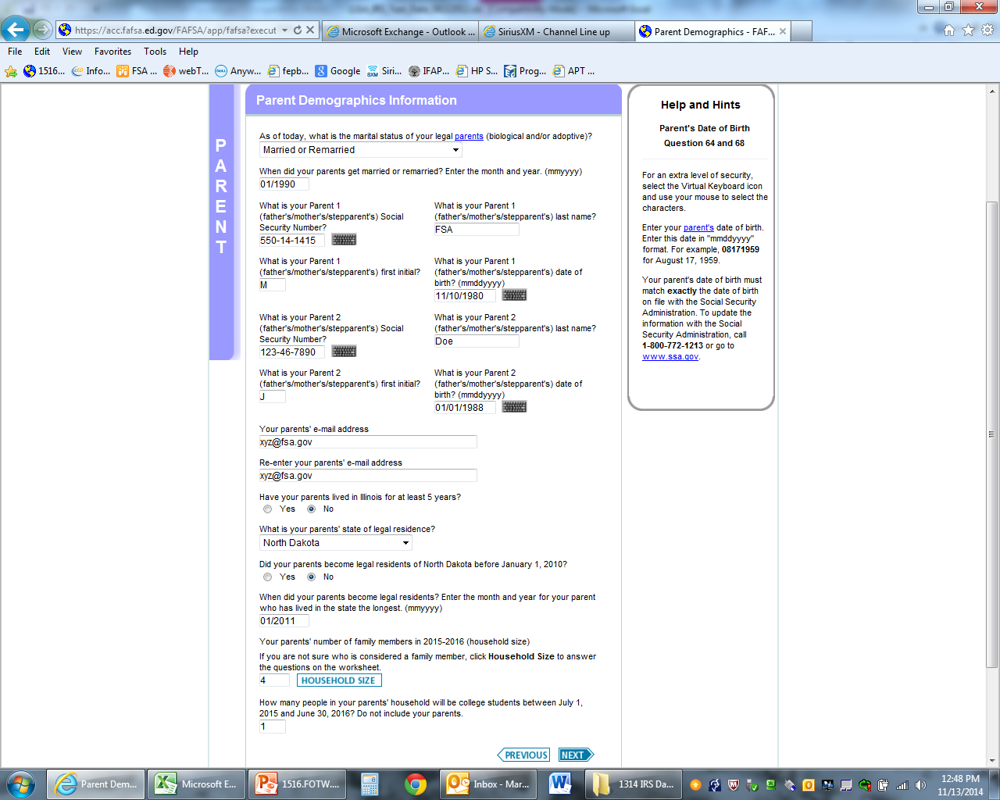 https://acc.fafsa.ed.gov/FAFSA/app/fafsa?execut
Microsoft Exchange - Outlook ...
SiriusXM - Channel Line up
Parent Demographics - FAF...
File Edit View Favorites Tools Help
1516...
Info...
FSA ...
webT...
Anyw...
fepb...
Google
Siri...
IFAP...
HP S...
Prog...
APT ...
PARENT
Parent Demographics Information
As of today, what is the marital status of your legal parents (biological and/or adoptive)?
Married or Remarried
When did your parents get married or remarried? Enter the month and year. (mmyyyy)
01/1990
What is your Parent 1
(father's/mother's/stepparent's) Social
Security Number?
550-14-1415
What is your Parent 1
(father's/mother's/stepparent's) last name?
FSA
What is your Parent 1
(father's/mother's/stepparent's) first initial?
M
What is your Parent 1
(father's/mother's/stepparent's) date of
birth? (mmddyyyy)
11/10/1980
What is your Parent 2
(father's/mother's/stepparent's) Social
Security Number?
123-46-7890
What is your Parent 2
(father's/mother's/stepparent's) last name?
Doe
What is your Parent 2
(father's/mother's/stepparent's) first initial?
J
What is your Parent 2
(father's/mother's/stepparent's) date of
birth? (mmddyyyy)
01/01/1988
Your parents' e-mail address
xyz@fsa.gov
Re-enter your parents' e-mail address
xyz@fsa.gov
Have your parents lived in Illinois for at least 5 years?
Yes No
What is your parents' state of legal residence?
North Dakota
Did your parents become legal residents of North Dakota before January 1, 2010?
Yes No
When did your parents become legal residents? Enter the month and year for your parent
who has lived in the state the longest. (mmyyyy)
01/2011
Your parents' number of family members in 2015-2016 (household size)
If you are not sure who is considered a family member, click Household Size to answer
the questions on the worksheet.
4 HOUSEHOLD SIZE
How many people in your parents' household will be college students between July 1,
2015 and June 30, 2016? Do not include your parents.
1
PREVIOUS NEXT
Help and Hints
Parent's Date of Birth
Question 64 and 68
For an extra level of security,
select the Virtual Keyboard icon
and use your mouse to select the
characters.
Enter your parent's date of birth.
Enter this date in "mmddyyyy"
format. For example, 08171959
for August 17, 1959.
Your parent's date of birth must
match exactly the date of birth
on file with the Social Security
Administration. To update the
information with the Social
Security Administration, call
1-800-772-1213 or go to
www.ssa.gov.
Parent Dem...
Microsoft E...
1516.FOTW....
Inbox - Mar...
1314 IRS Da...
12:48 PM
11/13/2014